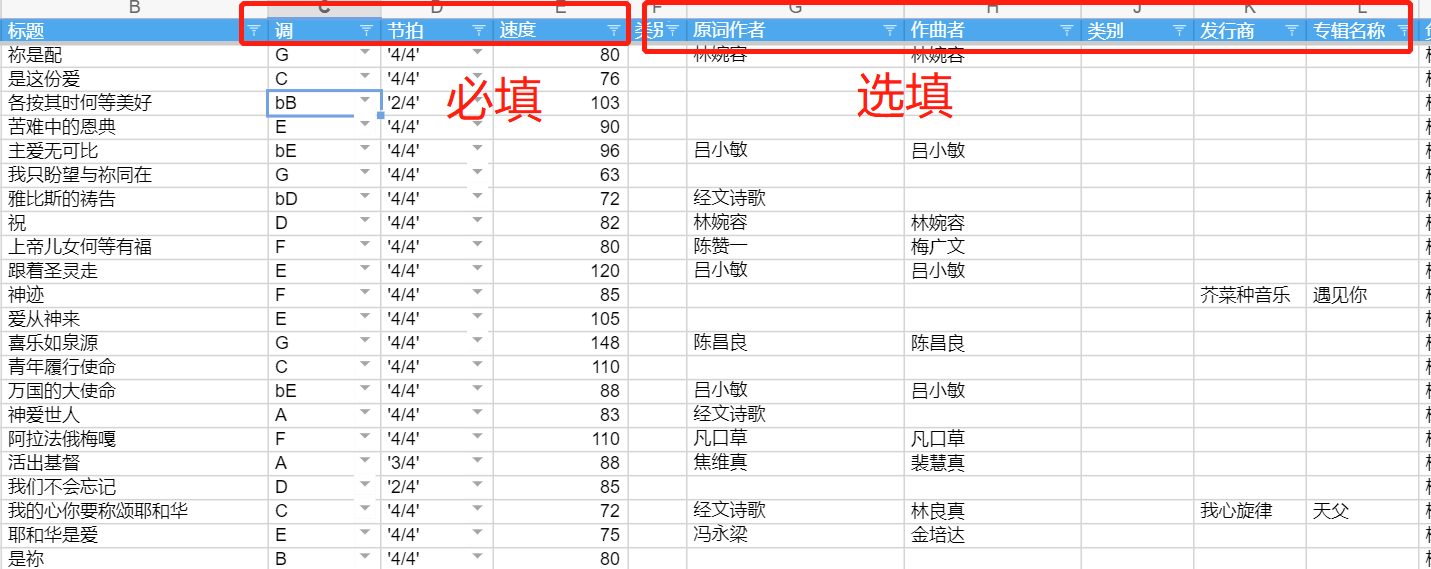 B C D E F G H J K L
标题 调 节拍 速度 类别 原词作者 作曲者 类别 发行商 专辑名称
祢是配 G '4/4' 80 林婉容 林婉容
是这份爱 C '4/4' 76
必填 选填
各按其时何等美好 bB '2/4' 103
苦难中的恩典 E '4/4' 90
主爱无可比 bE '4/4' 96 吕小敏 吕小敏
我只盼望与祢同在 G '4/4' 63
雅比斯的祷告 bD '4/4' 72 经文诗歌
祝 D '4/4' 82 林婉容 林婉容
上帝儿女何等有福 F '4/4' 80 陈赞一 梅广文
跟着圣灵走 E '4/4' 120 吕小敏 吕小敏
神迹 F '4/4' 85 芥菜种音乐 遇见你
爱从神来 E '4/4' 105
喜乐如泉源 G '4/4' 148 陈昌良 陈昌良
青年履行使命 C '4/4' 110
万国的大使命 bE '4/4' 88 吕小敏 吕小敏
神爱世人 A '4/4' 83 经文诗歌
阿拉法俄梅嘎 F '4/4' 110 凡口草 凡口草
活出基督 A '3/4' 88 焦维真 裴慧真
我们不会忘记 D '2/4' 85
我的心你要称颂耶和华 C '4/4' 72 经文诗歌 林良真 我心旋律 天父
耶和华是爱 E '4/4' 75 冯永梁 金培达
是祢 B '4/4' 80